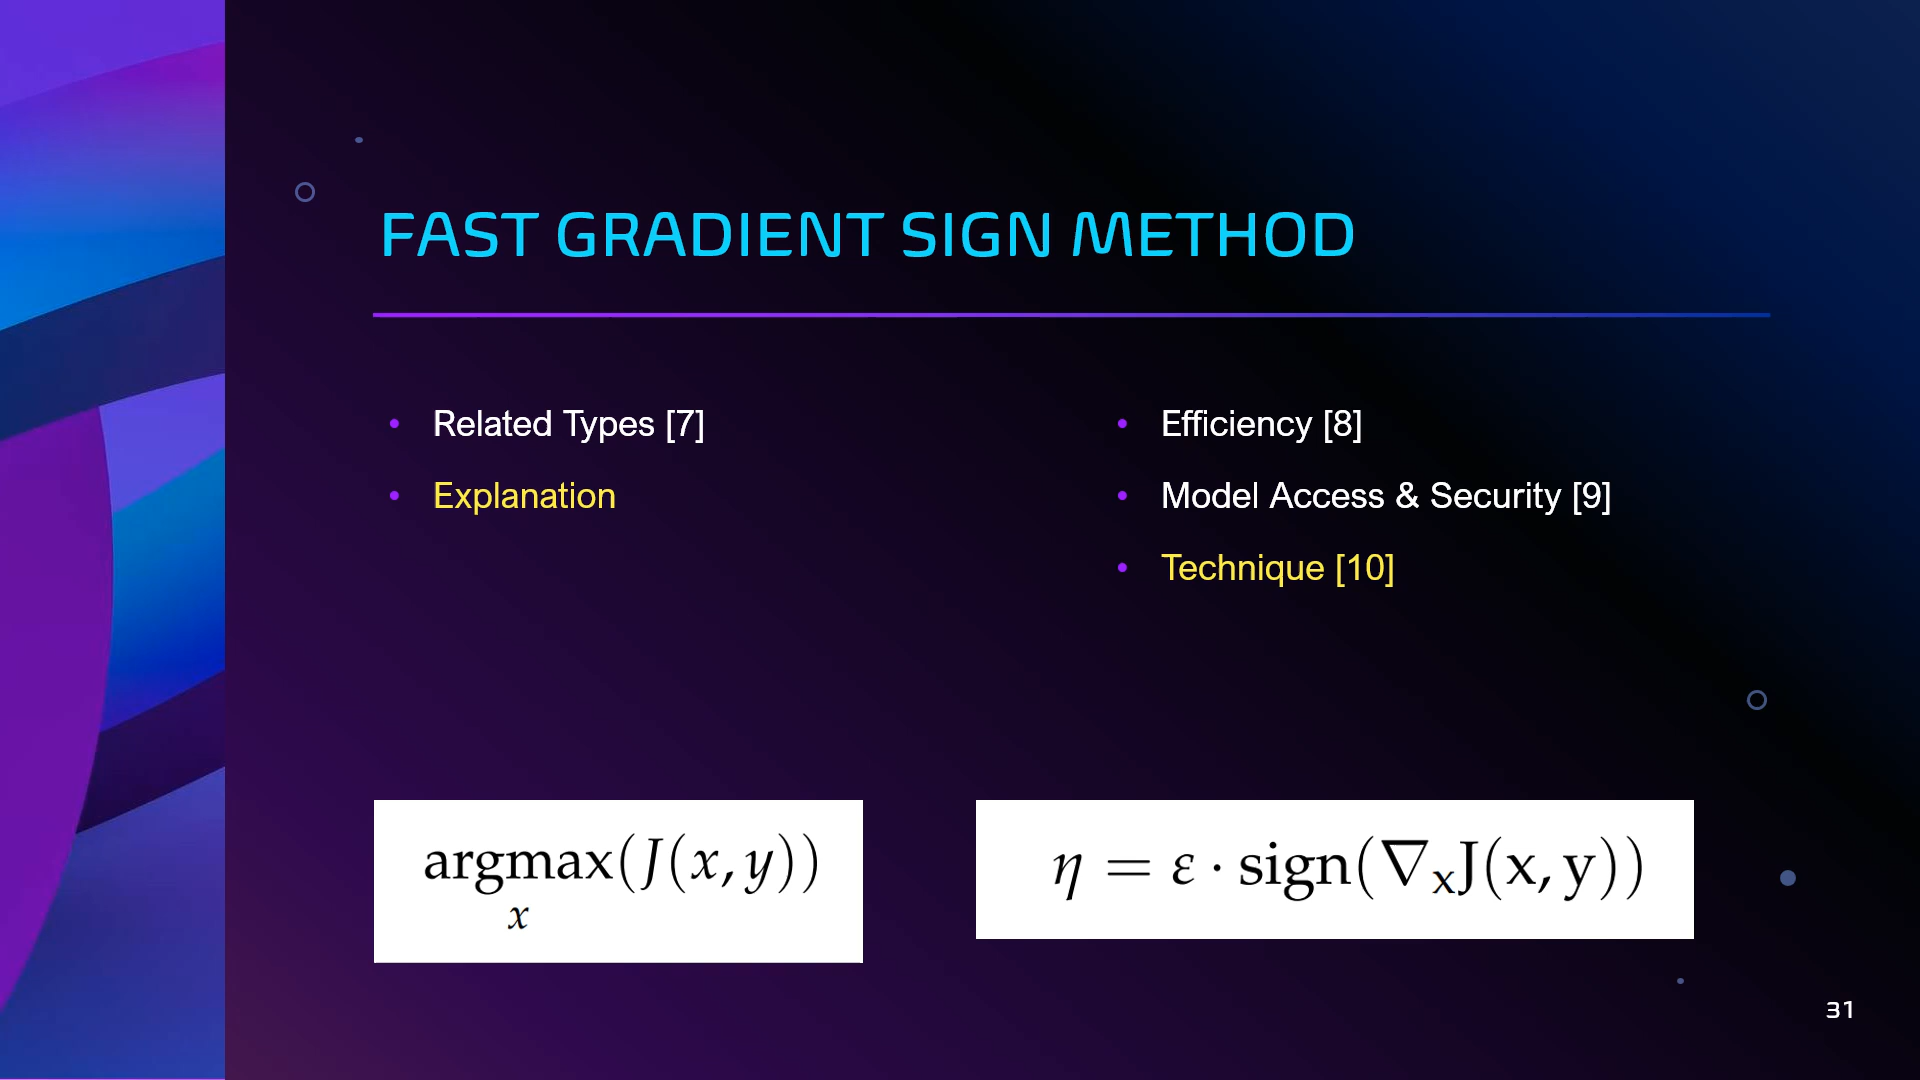 FAST GRADIENT SIGN METHOD
• Related Types [7]
• Explanation
• Efficiency [8]
• Model Access & Security [9]
• Technique [10]
argmax(J(x, y))
x
η = ε · sign(∇ₓJ(x, y))
31